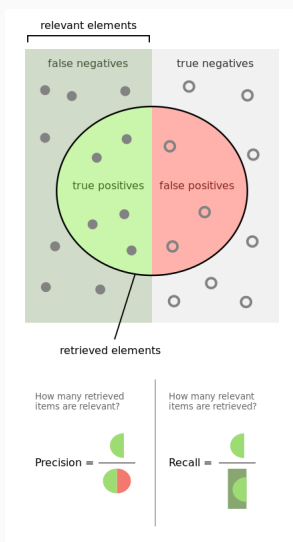 relevant elements
false negatives
true negatives
true positives
false positives
retrieved elements
How many retrieved
items are relevant?
Precision =
How many relevant
items are retrieved?
Recall =